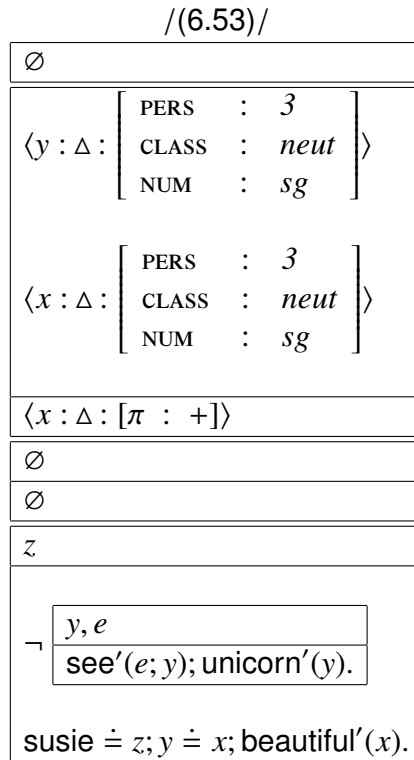 /(6.53)/
∅
⟨y : △ : [ PERS : 3
CLASS : neut
NUM : sg ] ⟩
⟨x : △ : [ PERS : 3
CLASS : neut
NUM : sg ] ⟩
⟨x : △ : [π : +]⟩
∅
∅
z
¬ y, e
see′(e; y); unicorn′(y).
susie ≐ z; y ≐ x; beautiful′(x).